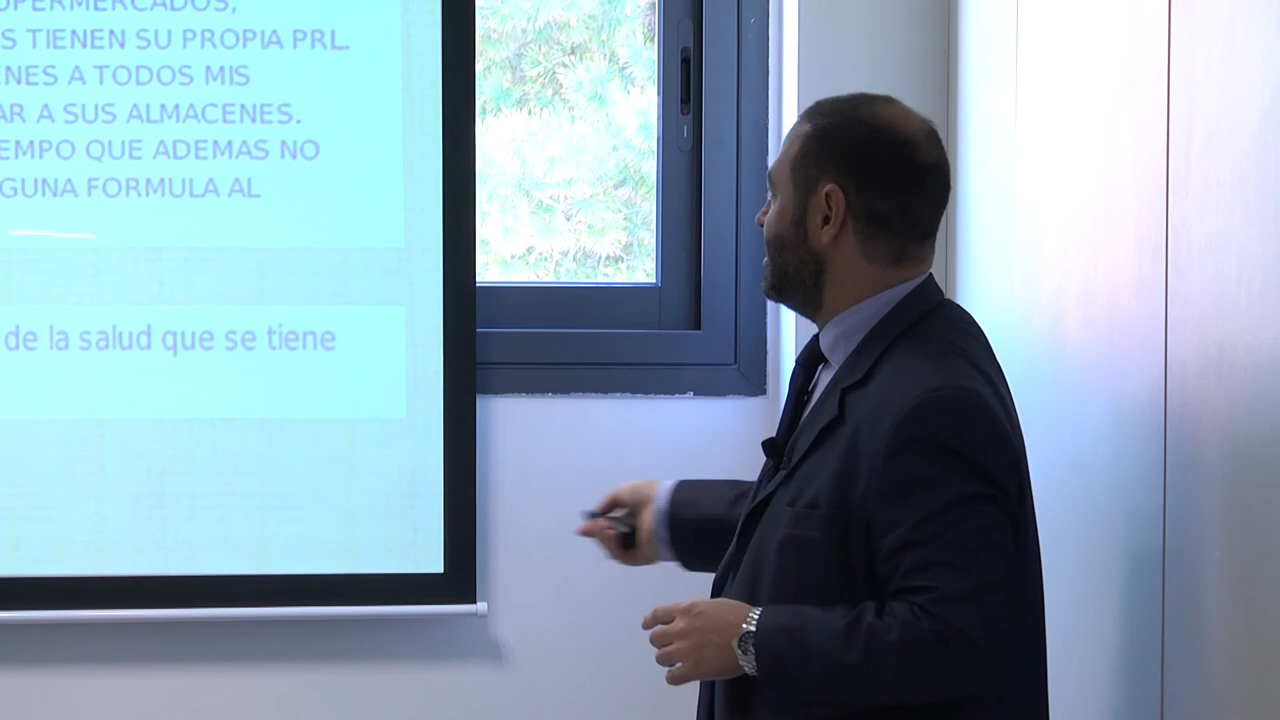 UPERMERCADOS,
S TIENEN SU PROPIA PRL.
ENES A TODOS MIS
AR A SUS ALMACENES.
EMPO QUE ADEMAS NO
GUNA FORMULA AL
de la salud que se tiene